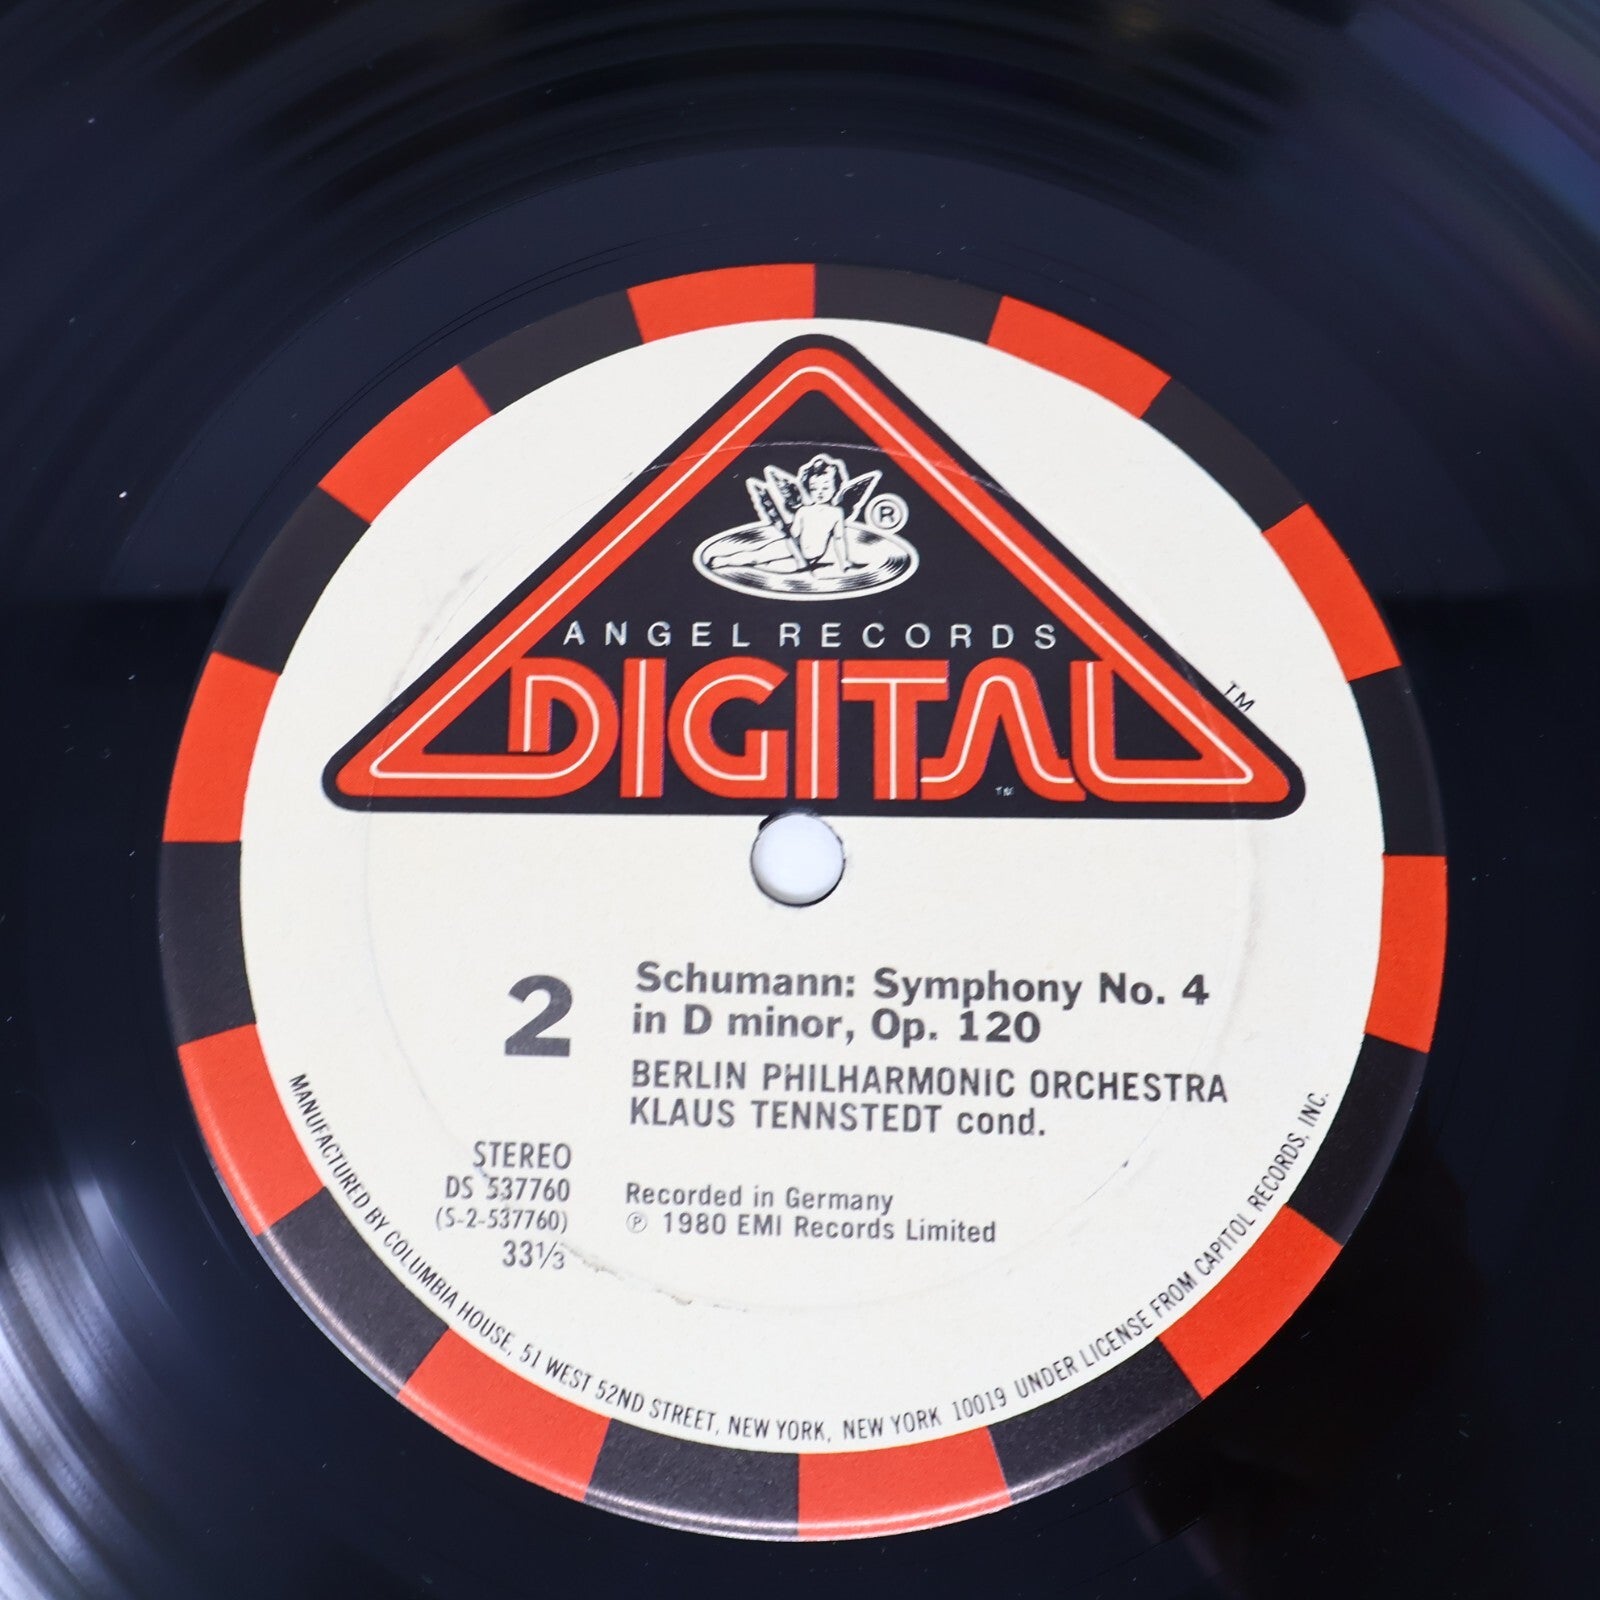 ®
ANGEL RECORDS
DIGITAL
™
TM
2
Schumann: Symphony No. 4
in D minor, Op. 120
BERLIN PHILHARMONIC ORCHESTRA
KLAUS TENNSTEDT cond.
STEREO
DS 537760
(S-2-537760)
33⅓
Recorded in Germany
℗ 1980 EMI Records Limited
MANUFACTURED BY COLUMBIA HOUSE, 51 WEST 52ND STREET, NEW YORK, NEW YORK 10019 UNDER LICENSE FROM CAPITOL RECORDS, INC.